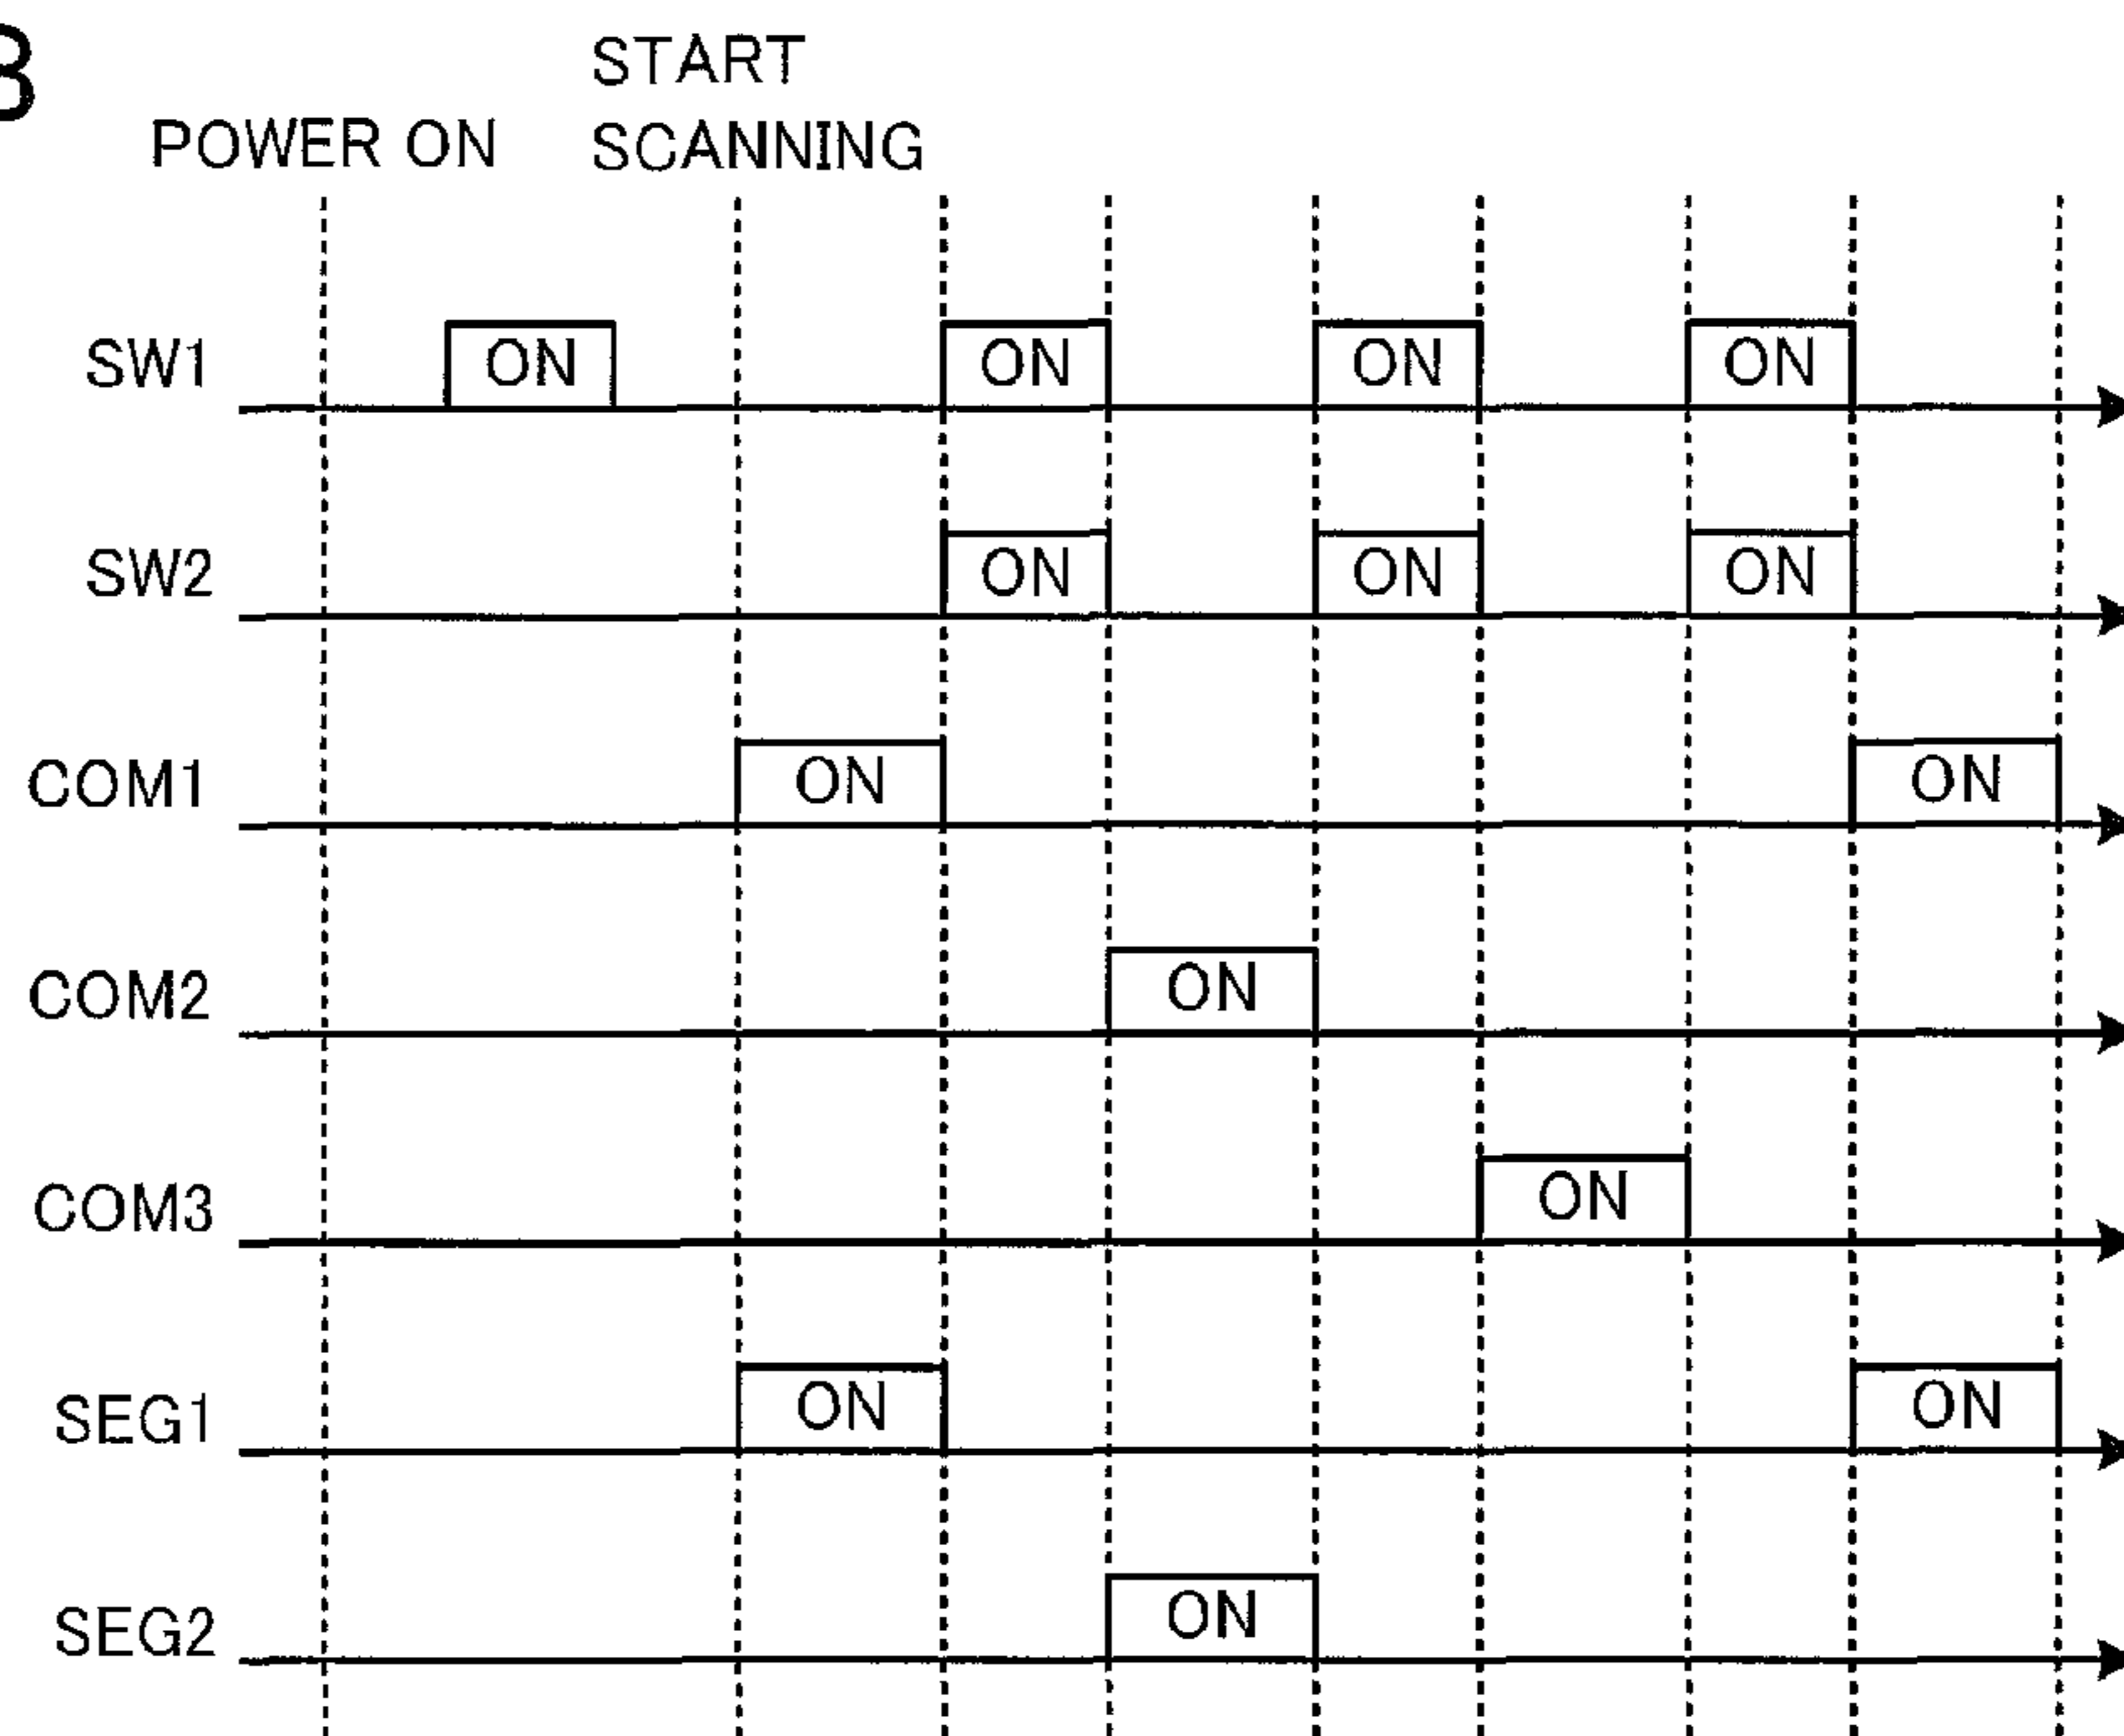 START
POWER ON SCANNING
SW1 ON ON ON ON
SW2 ON ON ON
COM1 ON ON
COM2 ON
COM3 ON
SEG1 ON ON
SEG2 ON